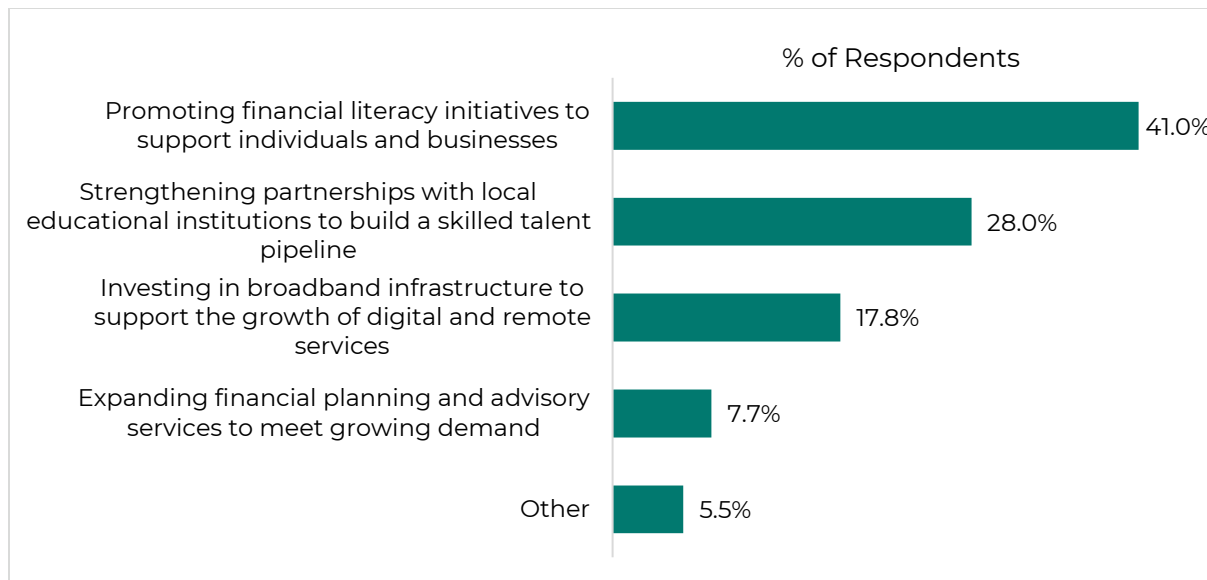 % of Respondents
Promoting financial literacy initiatives to
support individuals and businesses
41.0%
Strengthening partnerships with local
educational institutions to build a skilled talent
pipeline
28.0%
Investing in broadband infrastructure to
support the growth of digital and remote
services
17.8%
Expanding financial planning and advisory
services to meet growing demand
7.7%
Other
5.5%